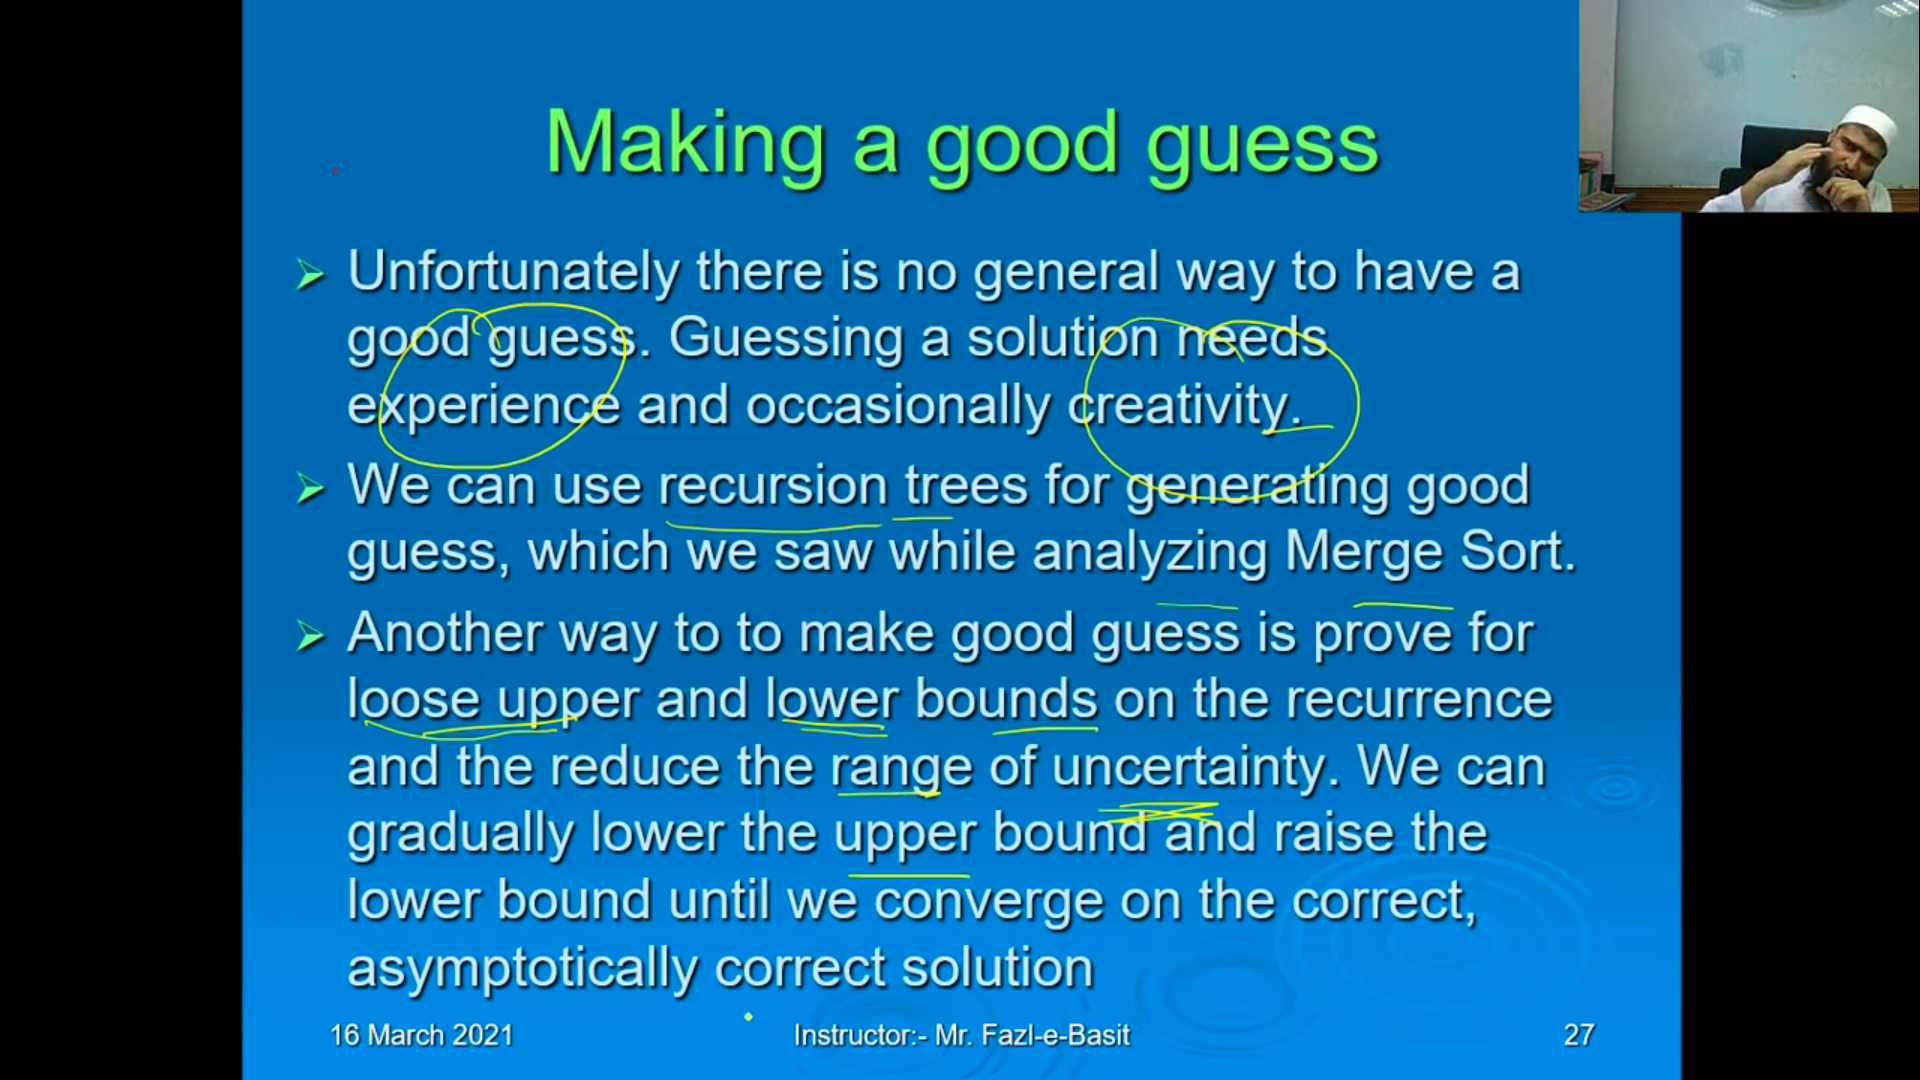 Making a good guess
Unfortunately there is no general way to have a
good guess. Guessing a solution needs
experience and occasionally creativity.
We can use recursion trees for generating good
guess, which we saw while analyzing Merge Sort.
Another way to to make good guess is prove for
loose upper and lower bounds on the recurrence
and the reduce the range of uncertainty. We can
gradually lower the upper bound and raise the
lower bound until we converge on the correct,
asymptotically correct solution
16 March 2021
Instructor:- Mr. Fazl-e-Basit
27